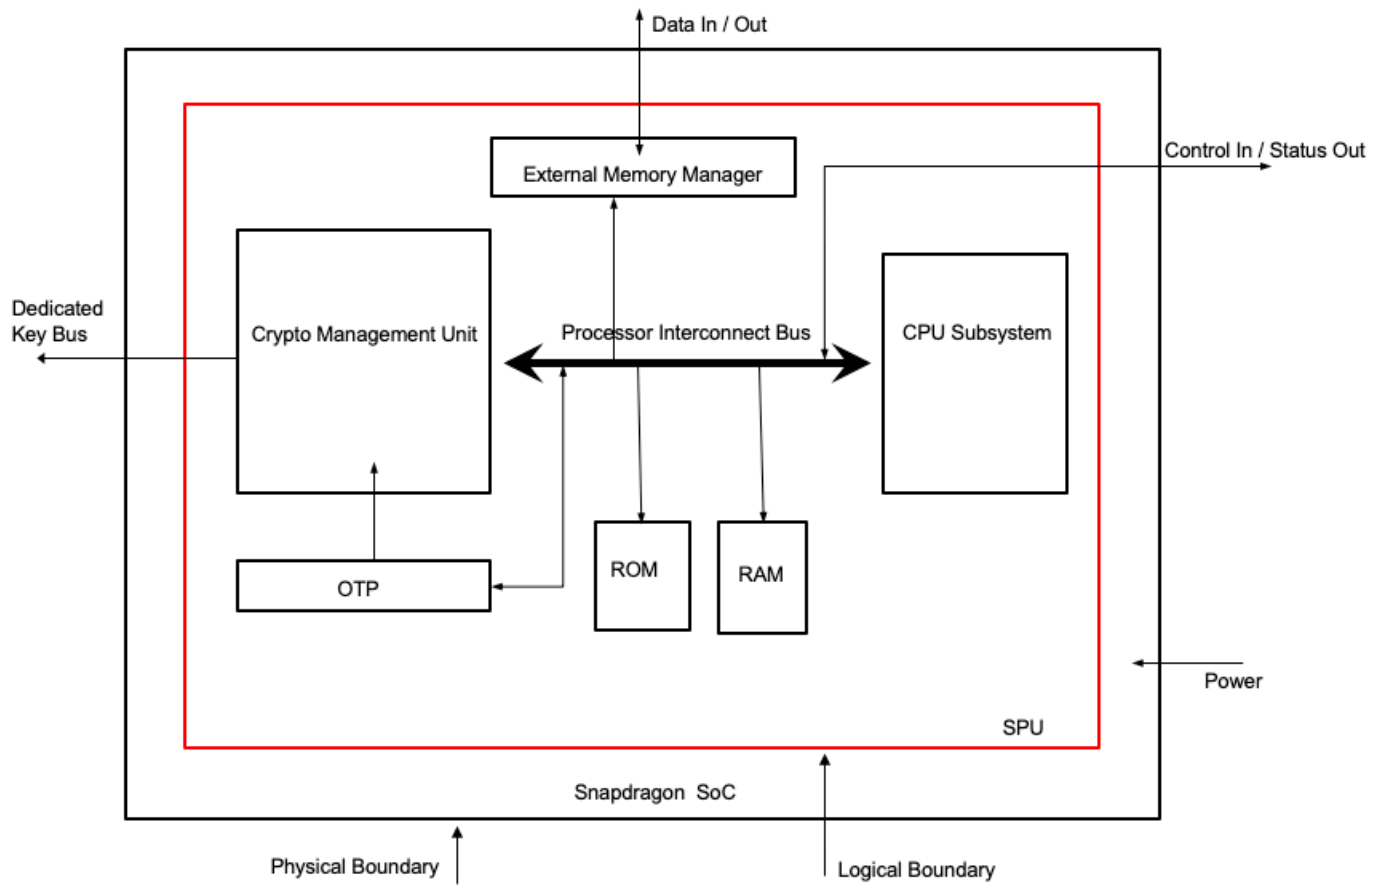 Data In / Out
Control In / Status Out
External Memory Manager
Dedicated
Key Bus
Crypto Management Unit
Processor Interconnect Bus
CPU Subsystem
ROM
RAM
OTP
Power
SPU
Snapdragon SoC
Physical Boundary
Logical Boundary